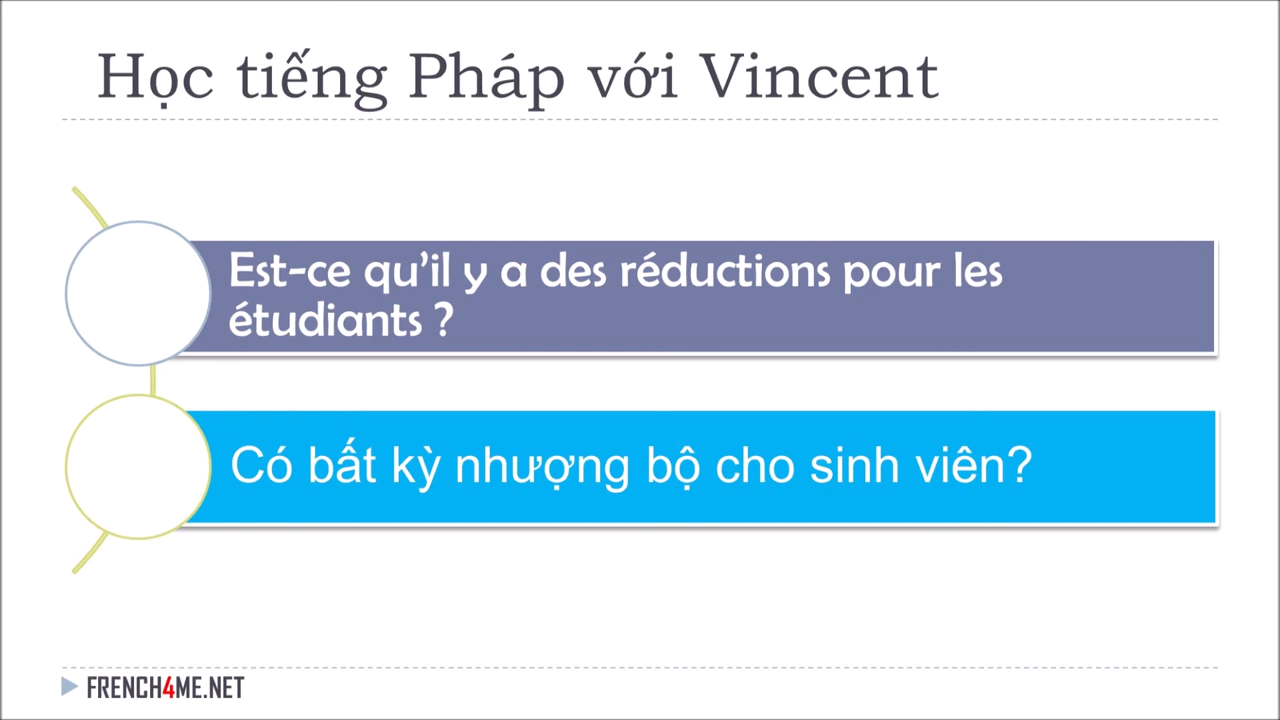 Học tiếng Pháp với Vincent
Est-ce qu’il y a des réductions pour les
étudiants ?
Có bất kỳ nhượng bộ cho sinh viên?
FRENCH4ME.NET